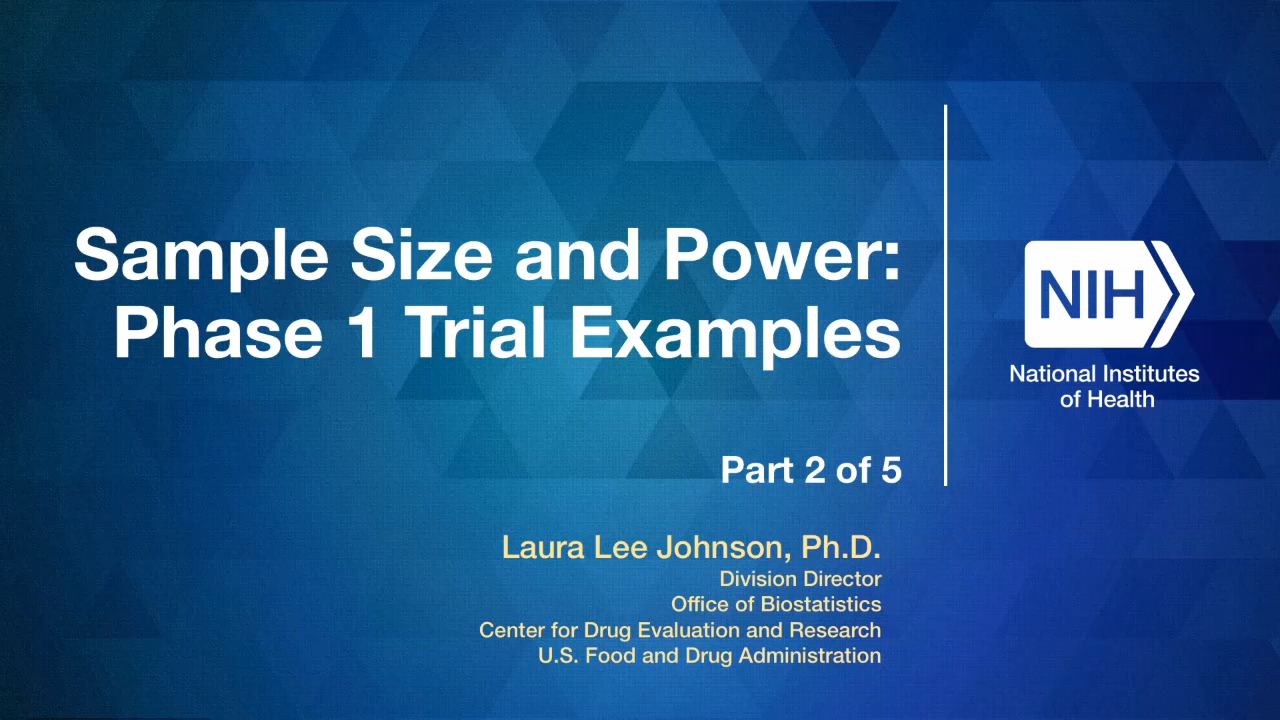 Sample Size and Power:
Phase 1 Trial Examples
Part 2 of 5
Laura Lee Johnson, Ph.D.
Division Director
Office of Biostatistics
Center for Drug Evaluation and Research
U.S. Food and Drug Administration
NIH
National Institutes
of Health